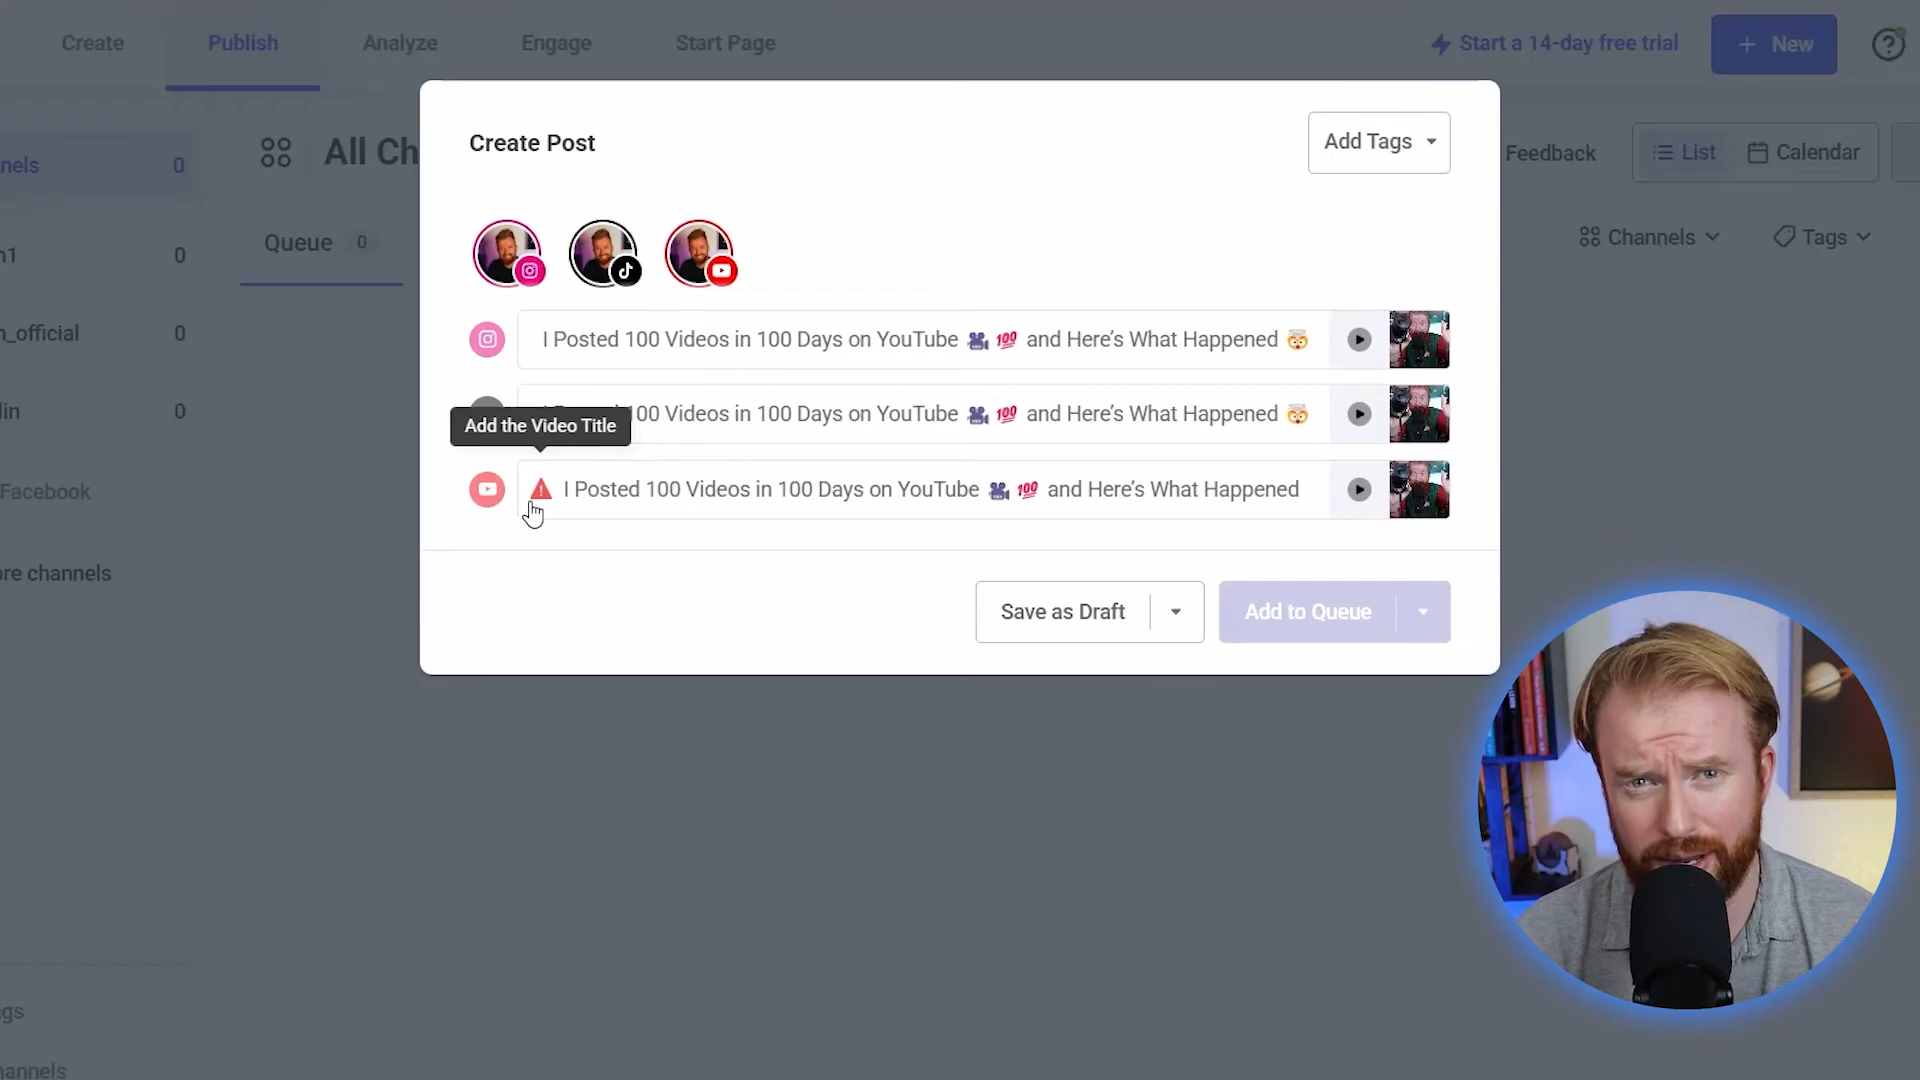 Create
Publish
Analyze
Engage
Start Page
Start a 14-day free trial
+ New
?
nels 0
All Ch
Feedback
List
Calendar
Create Post
Add Tags
Queue 0
Channels
Tags
n1 0
n_official 0
lin 0
Facebook
ore channels
I Posted 100 Videos in 100 Days on YouTube 🎥 💯 and Here's What Happened 🤯
00 Videos in 100 Days on YouTube 🎥 💯 and Here's What Happened 🤯
Add the Video Title
I Posted 100 Videos in 100 Days on YouTube 🎥 💯 and Here's What Happened
Save as Draft
Add to Queue
gs
hannels